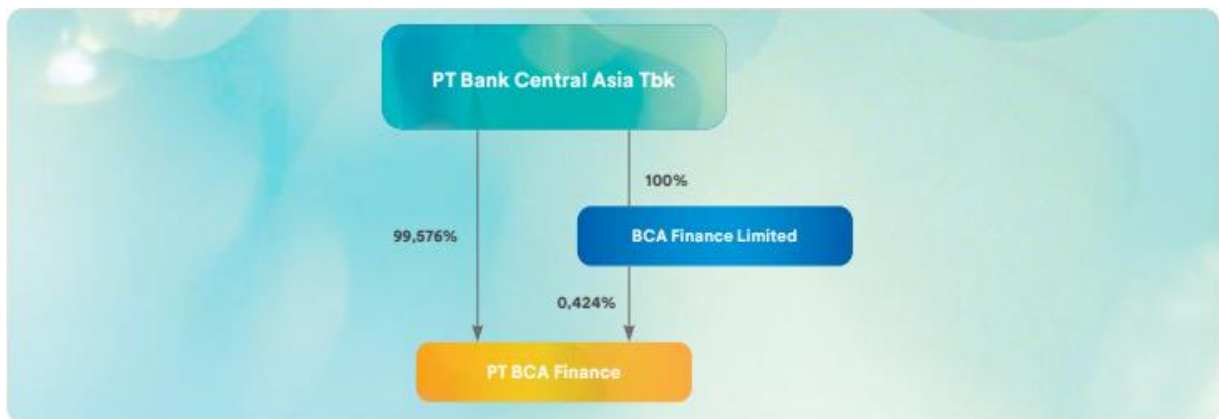 PT Bank Central Asia Tbk
100%
99,576%
BCA Finance Limited
0,424%
PT BCA Finance